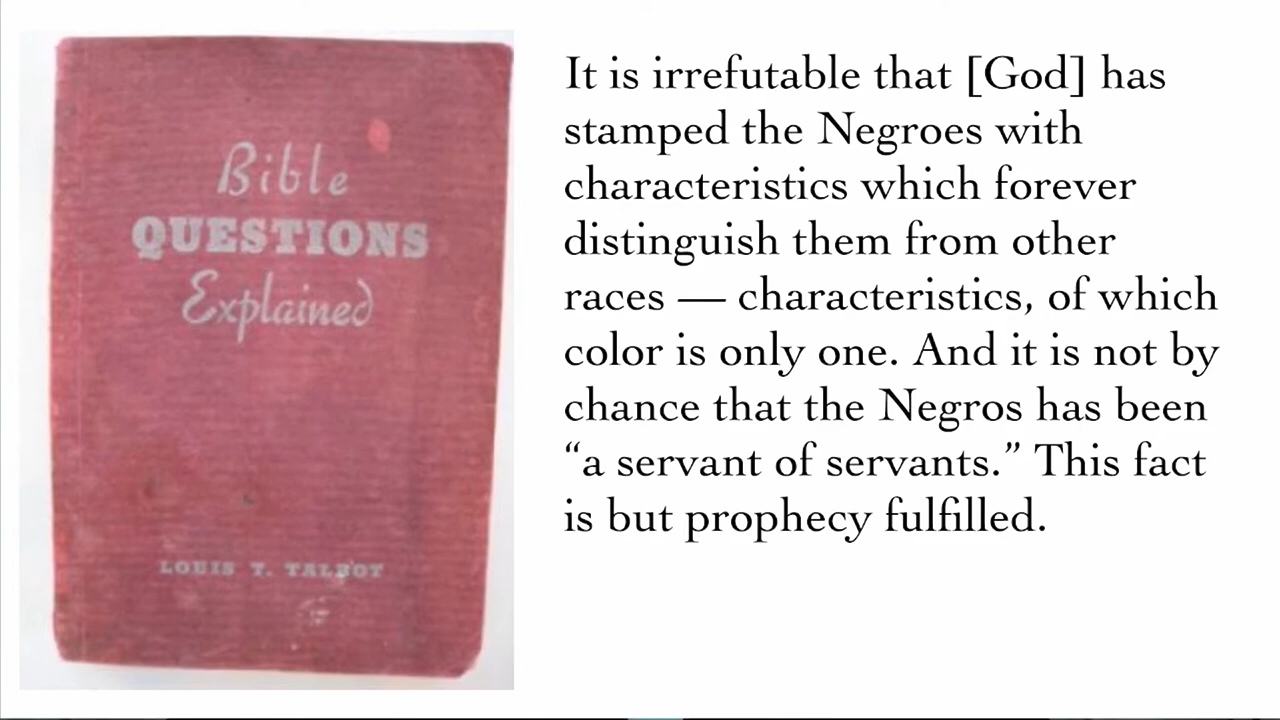 Bible
QUESTIONS
Explained
LOUIS T. TALBOT
It is irrefutable that [God] has
stamped the Negroes with
characteristics which forever
distinguish them from other
races — characteristics, of which
color is only one. And it is not by
chance that the Negros has been
“a servant of servants.” This fact
is but prophecy fulfilled.